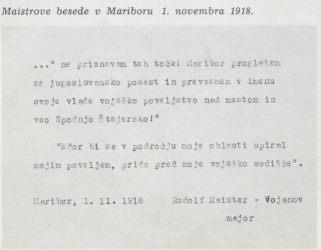 Maistrove besede v Mariboru 1. novembra 1918.
..." ne priznavam teh točk! Maribor proglašam
za jugoslovansko posest in prevzemam v imenu
svoje vlade vojaško poveljstvo nad mestom in
vso Spodnjo Štajersko!"
"Kdor bi se v področju moje oblasti upiral
mojim poveljem, pride pred moje vojaško sodišče".
Maribor, 1. 11. 1918 Rudolf Maister - Vojanov
major